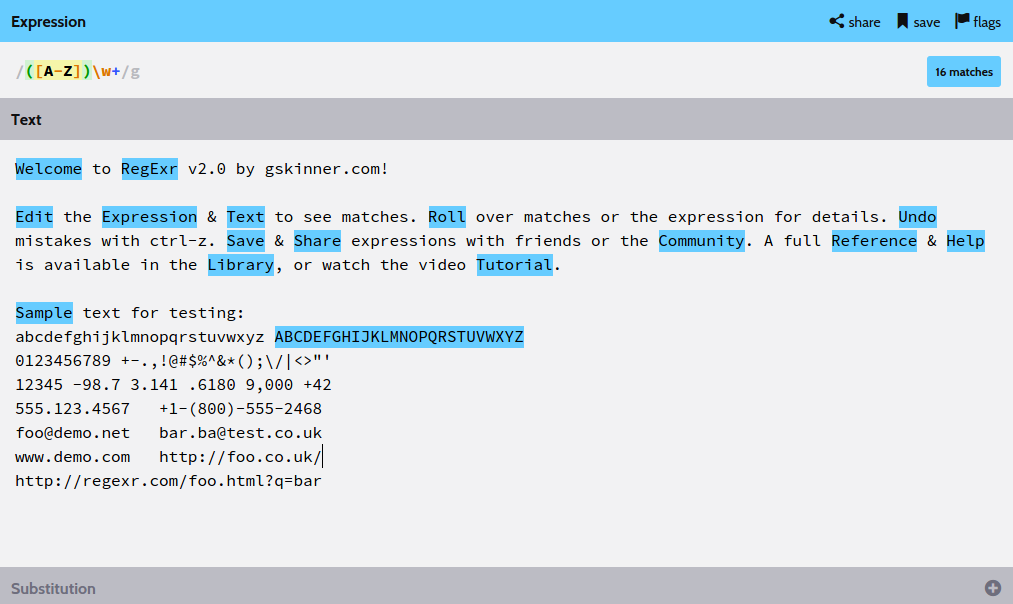 Expression share save flags
/([A-Z])\w+/g 16 matches
Text
Welcome to RegExr v2.0 by gskinner.com!
Edit the Expression & Text to see matches. Roll over matches or the expression for details. Undo
mistakes with ctrl-z. Save & Share expressions with friends or the Community. A full Reference & Help
is available in the Library, or watch the video Tutorial.
Sample text for testing:
abcdefghijklmnopqrstuvwxyz ABCDEFGHIJKLMNOPQRSTUVWXYZ
0123456789 +-.,!@#$%^&*();\/|<>"'
12345 -98.7 3.141 .6180 9,000 +42
555.123.4567   +1-(800)-555-2468
foo@demo.net   bar.ba@test.co.uk
www.demo.com   http://foo.co.uk/
http://regexr.com/foo.html?q=bar
Substitution